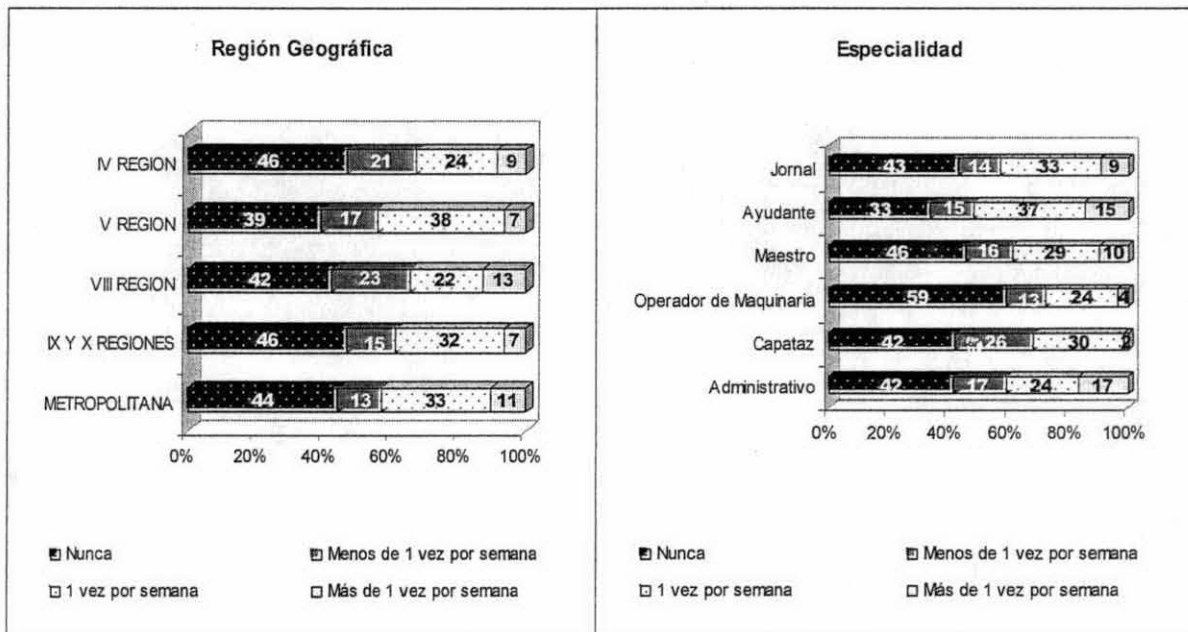 Región Geográfica
IV REGION 46 21 24 9
V REGION 39 17 38 7
VIII REGION 42 23 22 13
IX Y X REGIONES 46 15 32 7
METROPOLITANA 44 13 33 11
0% 20% 40% 60% 80% 100%
Nunca Menos de 1 vez por semana
1 vez por semana Más de 1 vez por semana
Especialidad
Jornal 43 14 33 9
Ayudante 33 15 37 15
Maestro 46 16 29 10
Operador de Maquinaria 59 13 24 4
Capataz 42 26 30 2
Administrativo 42 17 24 17
0% 20% 40% 60% 80% 100%
Nunca Menos de 1 vez por semana
1 vez por semana Más de 1 vez por semana